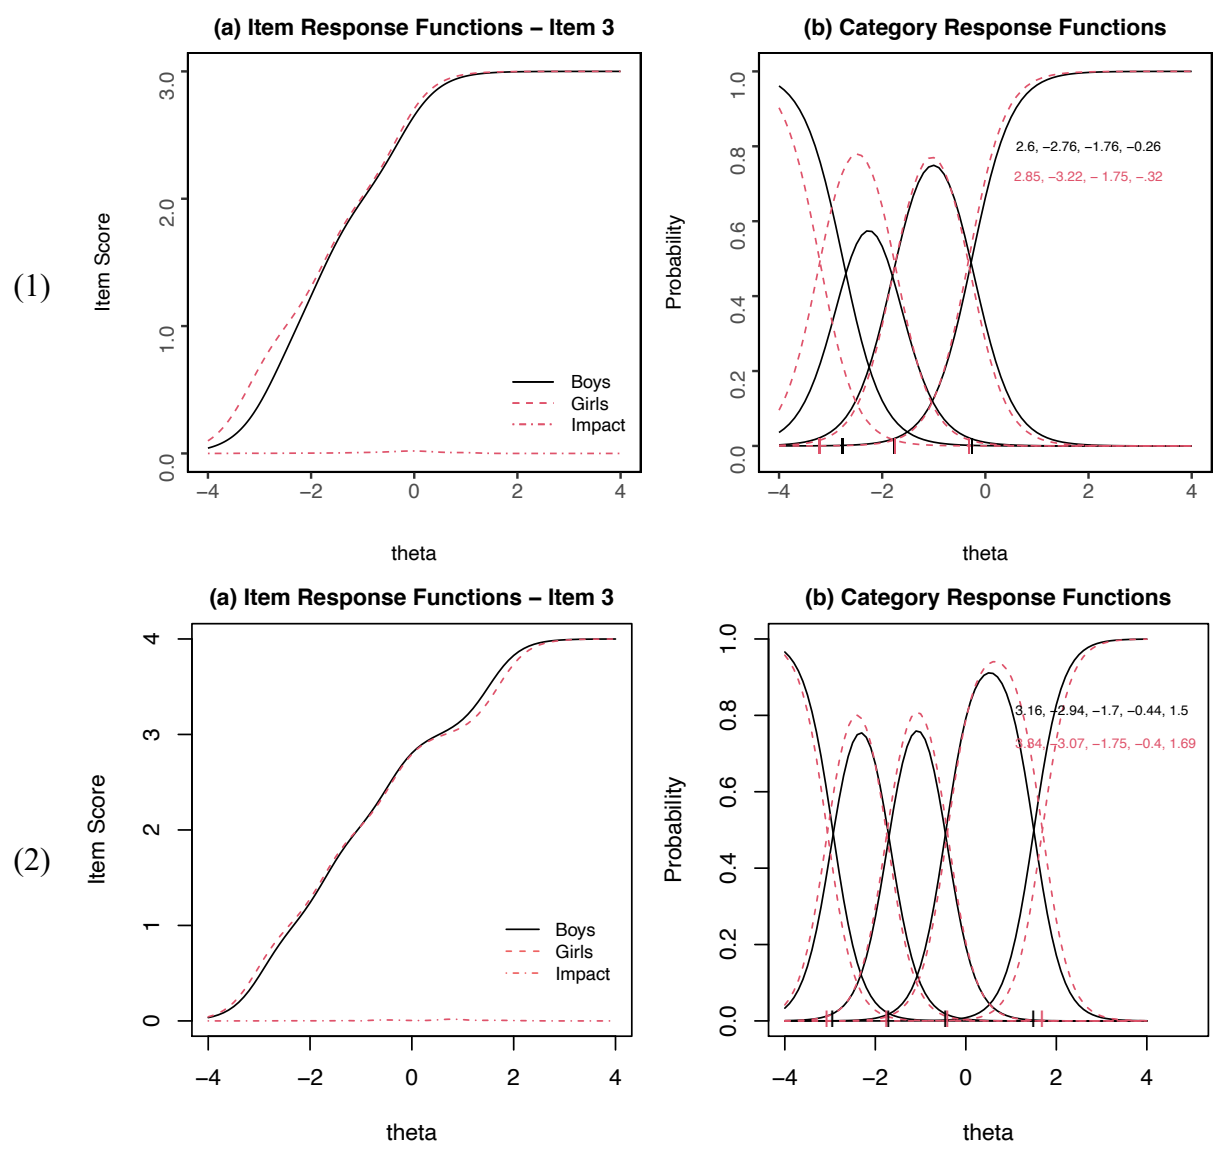 (1)
(a) Item Response Functions – Item 3
Item Score
0.0 1.0 2.0 3.0
−4 −2 0 2 4
theta
Boys
Girls
Impact
(b) Category Response Functions
Probability
0.0 0.2 0.4 0.6 0.8 1.0
−4 −2 0 2 4
theta
2.6, −2.76, −1.76, −0.26
2.85, −3.22, − 1.75, −.32
(2)
(a) Item Response Functions – Item 3
Item Score
0 1 2 3 4
−4 −2 0 2 4
theta
Boys
Girls
Impact
(b) Category Response Functions
Probability
0.0 0.2 0.4 0.6 0.8 1.0
−4 −2 0 2 4
theta
3.16, −2.94, −1.7, −0.44, 1.5
3.84, −3.07, −1.75, −0.4, 1.69